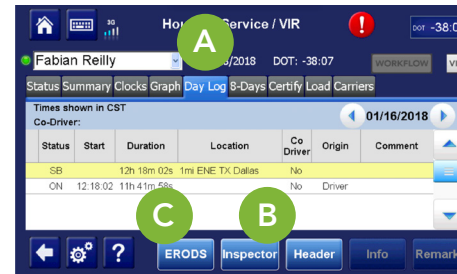 3G
Ho Service / VIR
! DOT -38:0
Fabian Reilly /2018 DOT: -38:07 WORKFLOW VI
A
Status Summary Clocks Graph Day Log 8-Days Certify Load Carriers
Times shown in CST
Co-Driver:
01/16/2018
Status Start Duration Location Co Driver Origin Comment
SB 12h 18m 02s 1mi ENE TX Dallas No
ON 12:18:02 11h 41m 58s No Driver
C B
? ERODS Inspector Header Info Remark